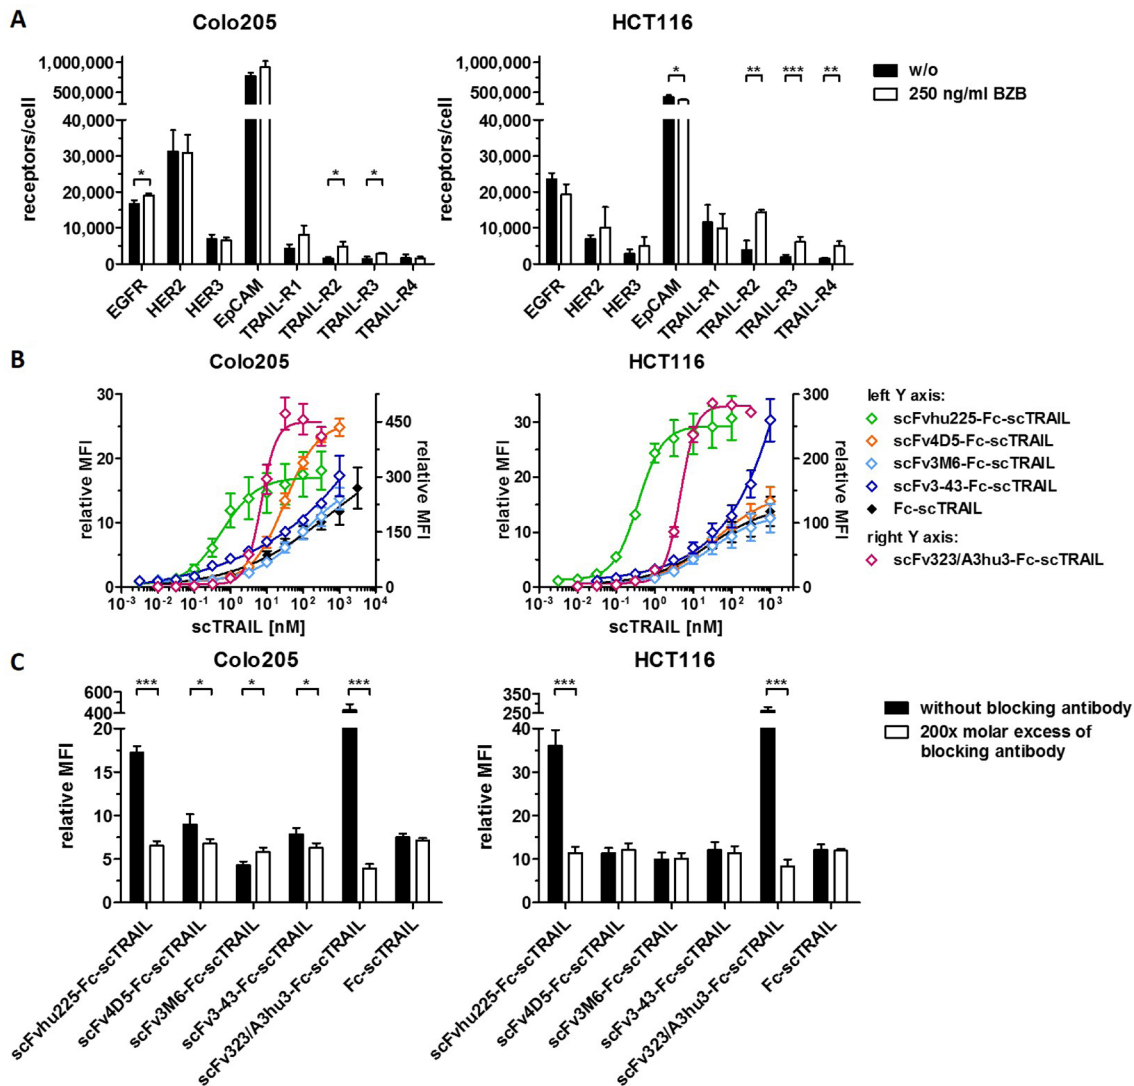 A
Colo205
HCT116
receptors/cell
1,000,000
500,000
40,000
30,000
20,000
10,000
0
*
*
*
EGFR
HER2
HER3
EpCAM
TRAIL-R1
TRAIL-R2
TRAIL-R3
TRAIL-R4
receptors/cell
1,000,000
500,000
40,000
30,000
20,000
10,000
0
*
**
***
**
EGFR
HER2
HER3
EpCAM
TRAIL-R1
TRAIL-R2
TRAIL-R3
TRAIL-R4
w/o
250 ng/ml BZB
B
Colo205
HCT116
relative MFI
30
20
10
0
450
300
150
0
relative MFI
10⁻³ 10⁻² 10⁻¹ 10⁰ 10¹ 10² 10³ 10⁴
scTRAIL [nM]
relative MFI
30
20
10
0
300
200
100
0
relative MFI
10⁻³ 10⁻² 10⁻¹ 10⁰ 10¹ 10² 10³
scTRAIL [nM]
left Y axis:
scFvhu225-Fc-scTRAIL
scFv4D5-Fc-scTRAIL
scFv3M6-Fc-scTRAIL
scFv3-43-Fc-scTRAIL
Fc-scTRAIL
right Y axis:
scFv323/A3hu3-Fc-scTRAIL
C
Colo205
HCT116
relative MFI
600
400
20
15
10
5
0
***
*
*
*
***
scFvhu225-Fc-scTRAIL
scFv4D5-Fc-scTRAIL
scFv3M6-Fc-scTRAIL
scFv3-43-Fc-scTRAIL
scFv323/A3hu3-Fc-scTRAIL
Fc-scTRAIL
relative MFI
350
250
40
30
20
10
0
***
***
scFvhu225-Fc-scTRAIL
scFv4D5-Fc-scTRAIL
scFv3M6-Fc-scTRAIL
scFv3-43-Fc-scTRAIL
scFv323/A3hu3-Fc-scTRAIL
Fc-scTRAIL
without blocking antibody
200x molar excess of
blocking antibody